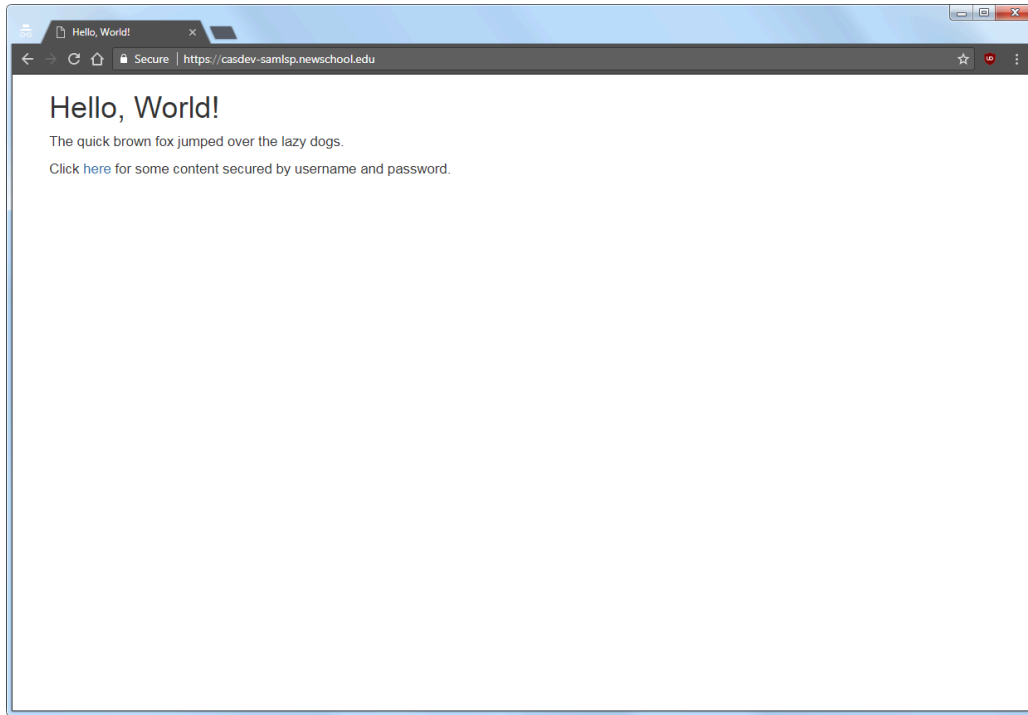 Hello, World!
Secure | https://casdev-samlsp.newschool.edu
Hello, World!
The quick brown fox jumped over the lazy dogs.
Click here for some content secured by username and password.